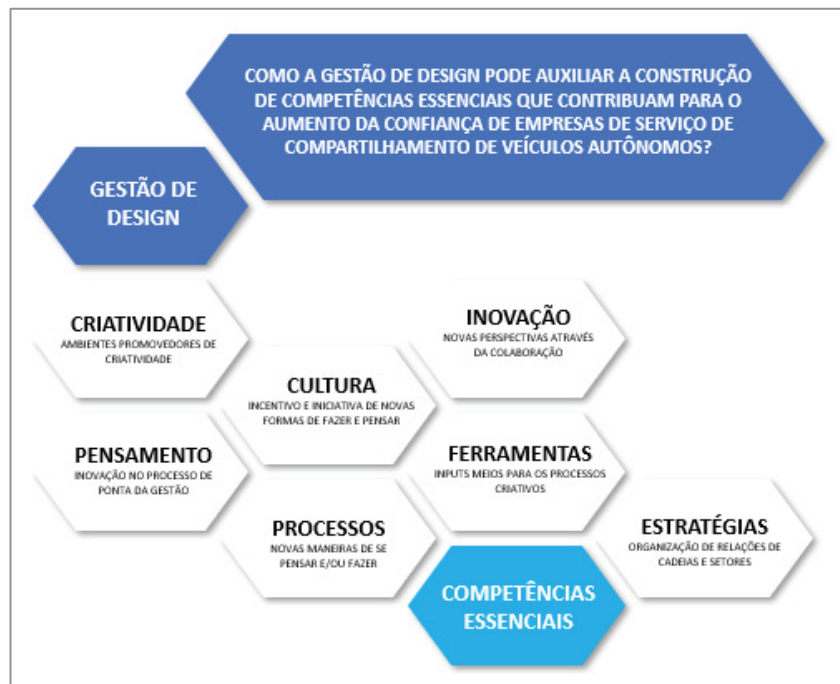 COMO A GESTÃO DE DESIGN PODE AUXILIAR A CONSTRUÇÃO
DE COMPETÊNCIAS ESSENCIAIS QUE CONTRIBUAM PARA O
AUMENTO DA CONFIANÇA DE EMPRESAS DE SERVIÇO DE
COMPARTILHAMENTO DE VEÍCULOS AUTÔNOMOS?
GESTÃO DE
DESIGN
CRIATIVIDADE
AMBIENTES PROMOVEDORES DE
CRIATIVIDADE
INOVAÇÃO
NOVAS PERSPECTIVAS ATRAVÉS
DA COLABORAÇÃO
CULTURA
INCENTIVO E INICIATIVA DE NOVAS
FORMAS DE FAZER E PENSAR
PENSAMENTO
INOVAÇÃO NO PROCESSO DE
PONTA DA GESTÃO
FERRAMENTAS
INPUTS MEIOS PARA OS PROCESSOS
CRIATIVOS
PROCESSOS
NOVAS MANEIRAS DE SE
PENSAR E/OU FAZER
ESTRATÉGIAS
ORGANIZAÇÃO DE RELAÇÕES DE
CADEIAS E SETORES
COMPETÊNCIAS
ESSENCIAIS